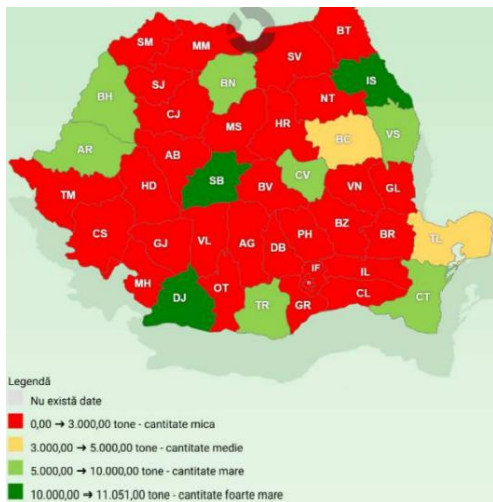 BT
SM
MM
SV
IS
SJ
BN
BH
NT
CJ
MS
HR
BC
VS
AR
AB
SB
CV
TM
HD
BV
VN
GL
CS
GJ
VL
AG
DB
PH
BZ
BR
TL
IF
IL
MH
DJ
OT
TR
GR
CL
CT
Legendă
Nu există date
0,00 → 3.000,00 tone - cantitate mica
3.000,00 → 5.000,00 tone - cantitate medie
5.000,00 → 10.000,00 tone - cantitate mare
10.000,00 → 11.051,00 tone - cantitate foarte mare